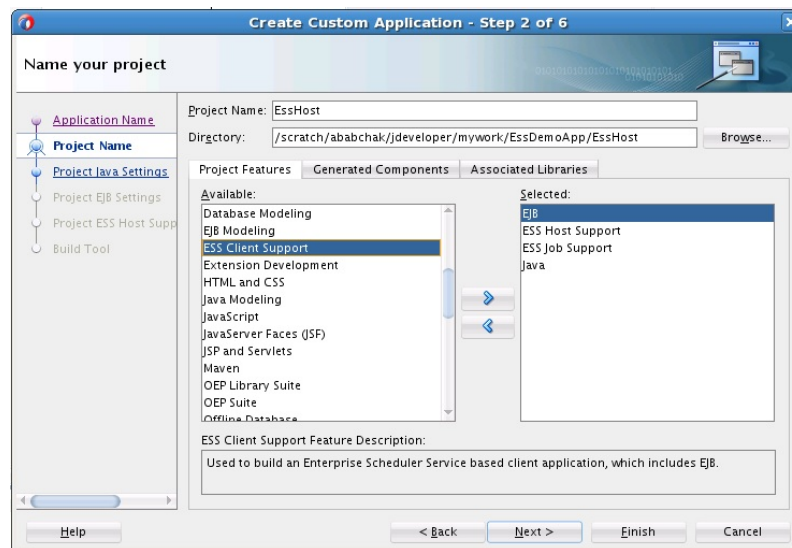 Create Custom Application - Step 2 of 6
Name your project
Application Name
Project Name
Project Java Settings
Project EJB Settings
Project ESS Host Supp
Build Tool
Project Name: EssHost
Directory: /scratch/ababchak/jdeveloper/mywork/EssDemoApp/EssHost Browse...
Project Features Generated Components Associated Libraries
Available:
Database Modeling
EJB Modeling
ESS Client Support
Extension Development
HTML and CSS
Java Modeling
JavaScript
JavaServer Faces (JSF)
JSP and Servlets
Maven
OEP Library Suite
OEP Suite
Offline Database
Selected:
EJB
ESS Host Support
ESS Job Support
Java
ESS Client Support Feature Description:
Used to build an Enterprise Scheduler Service based client application, which includes EJB.
Help < Back Next > Finish Cancel